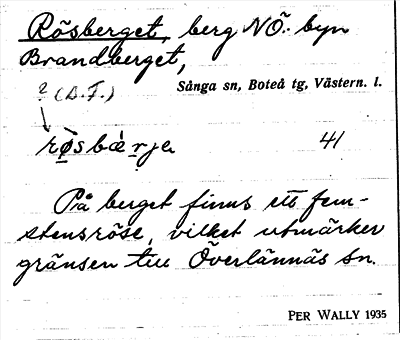 Rösberget, berg NÖ. byn
Brandberget,
? (D.F.)
Sånga sn, Boteå tg, Västern. l.
røsbærje 41
På berget finns ett fem-
stensröse, vilket utmärker
gränsen till Överlännäs sn.
PER WALLY 1935